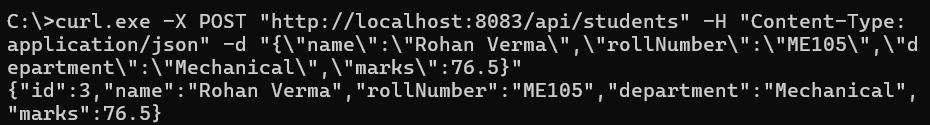 C:\>curl.exe -X POST "http://localhost:8083/api/students" -H "Content-Type:
application/json" -d "{\"name\":\"Rohan Verma\",\"rollNumber\":\"ME105\",\"d
epartment\":\"Mechanical\",\"marks\":76.5}"
{"id":3,"name":"Rohan Verma","rollNumber":"ME105","department":"Mechanical",
"marks":76.5}